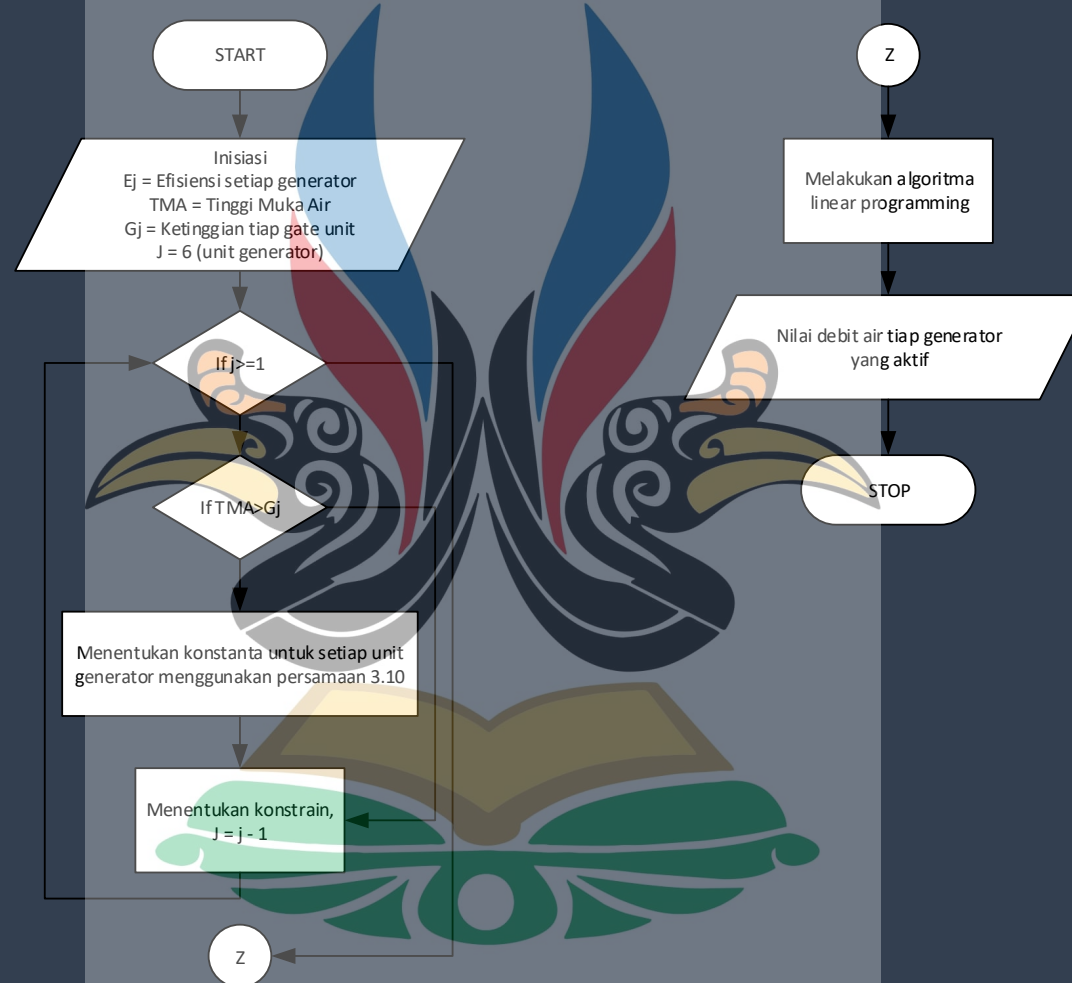 START
Inisiasi
Ej = Efisiensi setiap generator
TMA = Tinggi Muka Air
Gj = Ketinggian tiap gate unit
J = 6 (unit generator)
If j>=1
If TMA>Gj
Menentukan konstanta untuk setiap unit
generator menggunakan persamaan 3.10
Menentukan konstrain,
J = j - 1
Z
Z
Melakukan algoritma
linear programming
Nilai debit air tiap generator
yang aktif
STOP